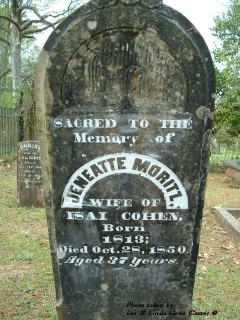 SACRED TO THE
Memory of
JENEATTE MORITZ,
WIFE OF
ISAI COHEN.
Born
1813;
Died Oct. 28, 1850.
Aged 37 years.
DANIEL
Photo taken by